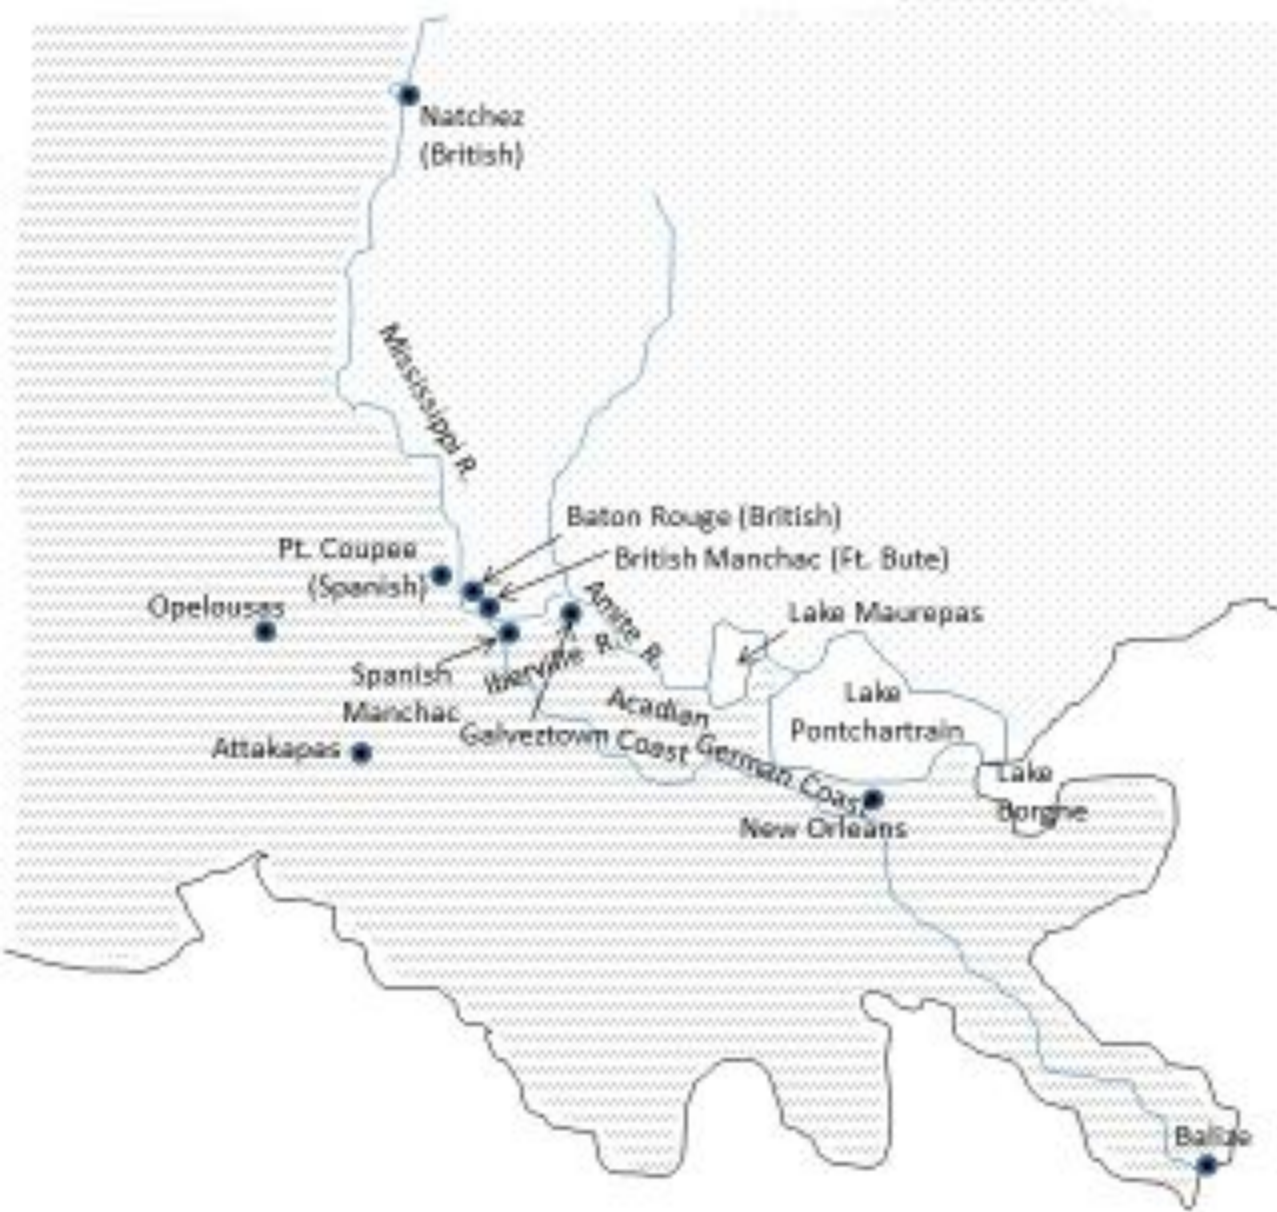 Natchez
(British)
Mississippi R.
Baton Rouge (British)
British Manchac (Ft. Bute)
Pt. Coupee
(Spanish)
Opelousas
Amite R.
Lake Maurepas
Spanish
Manchac
Iberville R.
Galveztown
Attakapas
Acadian
Coast
German Coast
Lake
Pontchartrain
Lake
Borgne
New Orleans
Balize